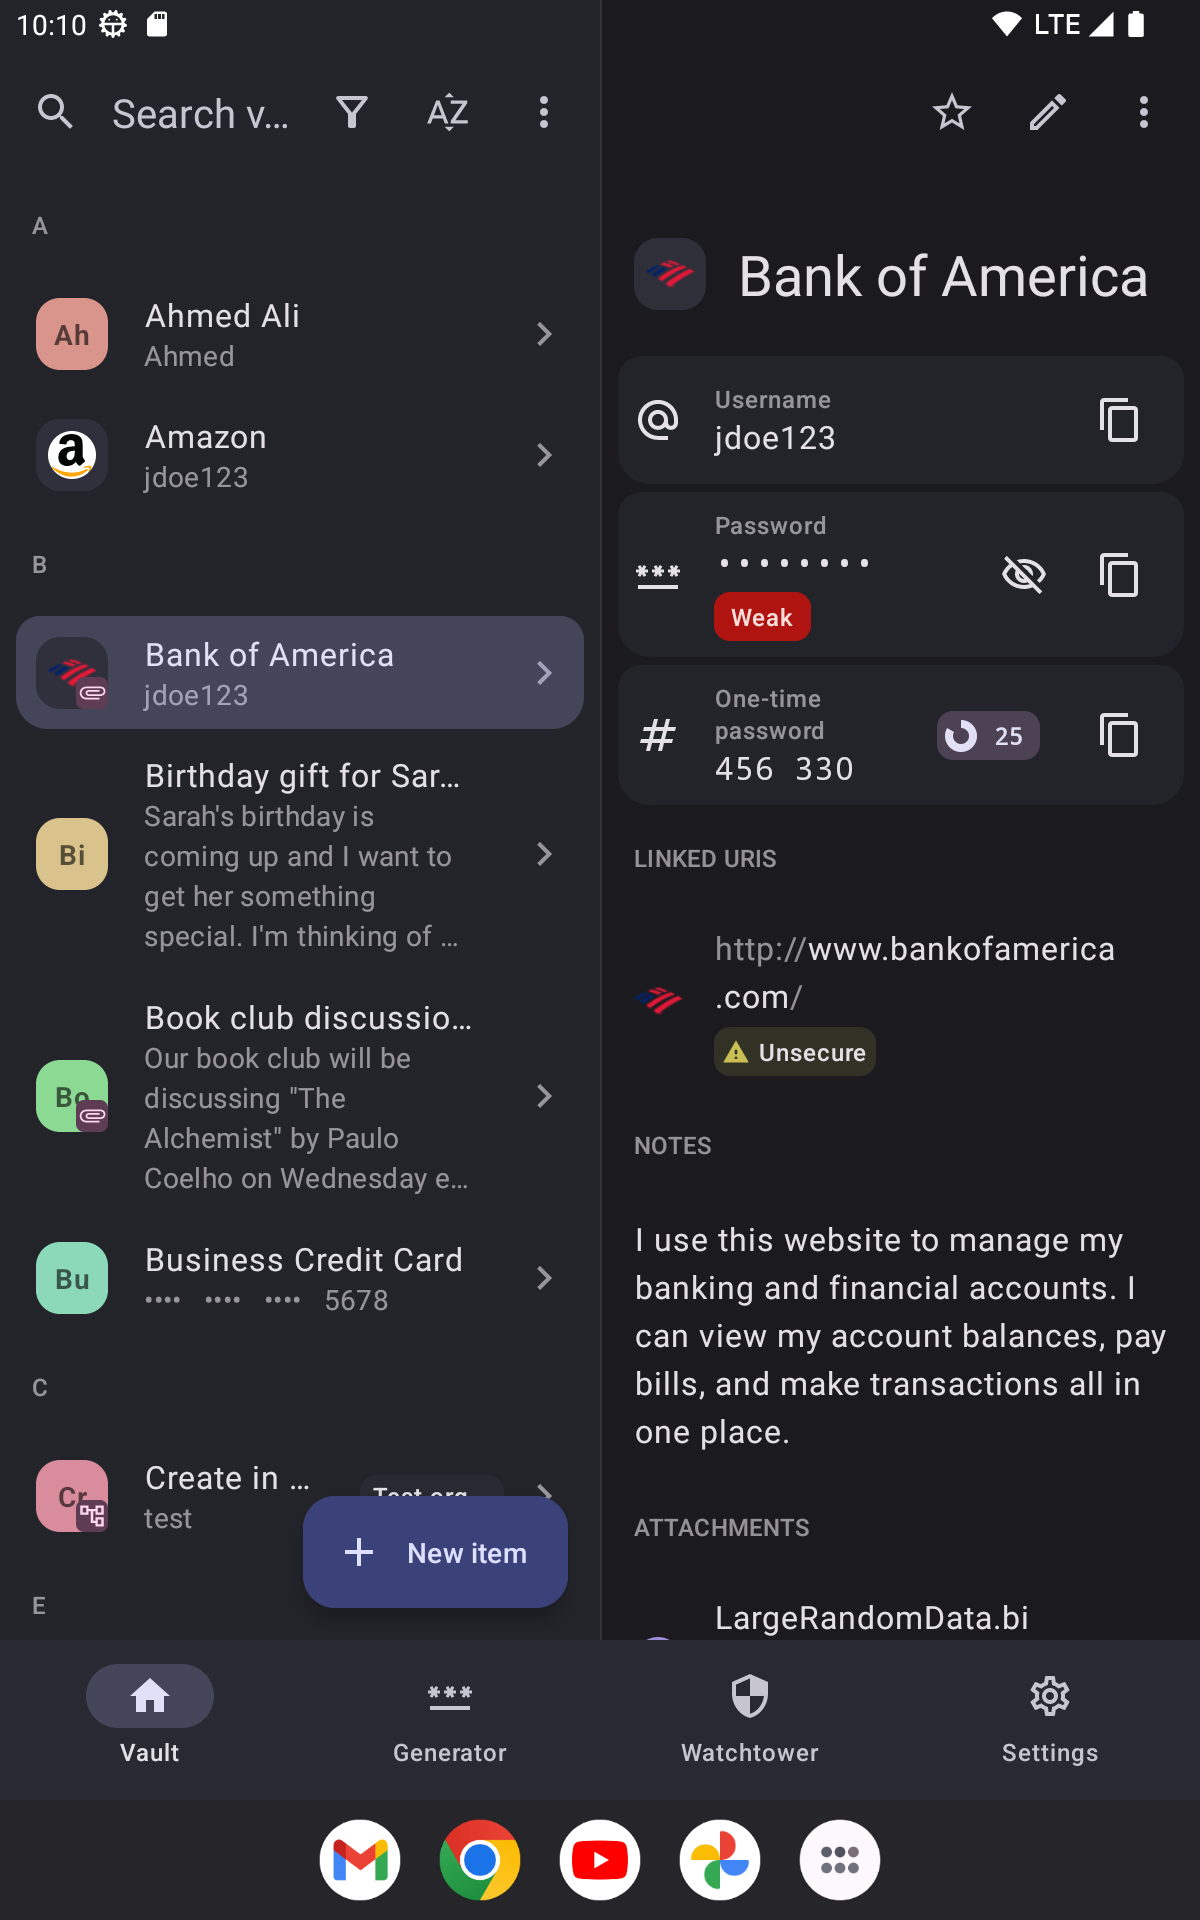 10:10
LTE
Search v…
A
Ah
Ahmed Ali
Ahmed
a
Amazon
jdoe123
B
Bank of America
jdoe123
Bi
Birthday gift for Sar…
Sarah's birthday is
coming up and I want to
get her something
special. I'm thinking of …
Bo
Book club discussio…
Our book club will be
discussing "The
Alchemist" by Paulo
Coelho on Wednesday e…
Bu
Business Credit Card
•••• •••• •••• 5678
C
Cr
Create in …
test
Test org
New item
E
Bank of America
Username
jdoe123
Password
••••••••
Weak
One-time
password
456 330
25
LINKED URIS
http://www.bankofamerica
.com/
Unsecure
NOTES
I use this website to manage my
banking and financial accounts. I
can view my account balances, pay
bills, and make transactions all in
one place.
ATTACHMENTS
LargeRandomData.bi
Vault
Generator
Watchtower
Settings